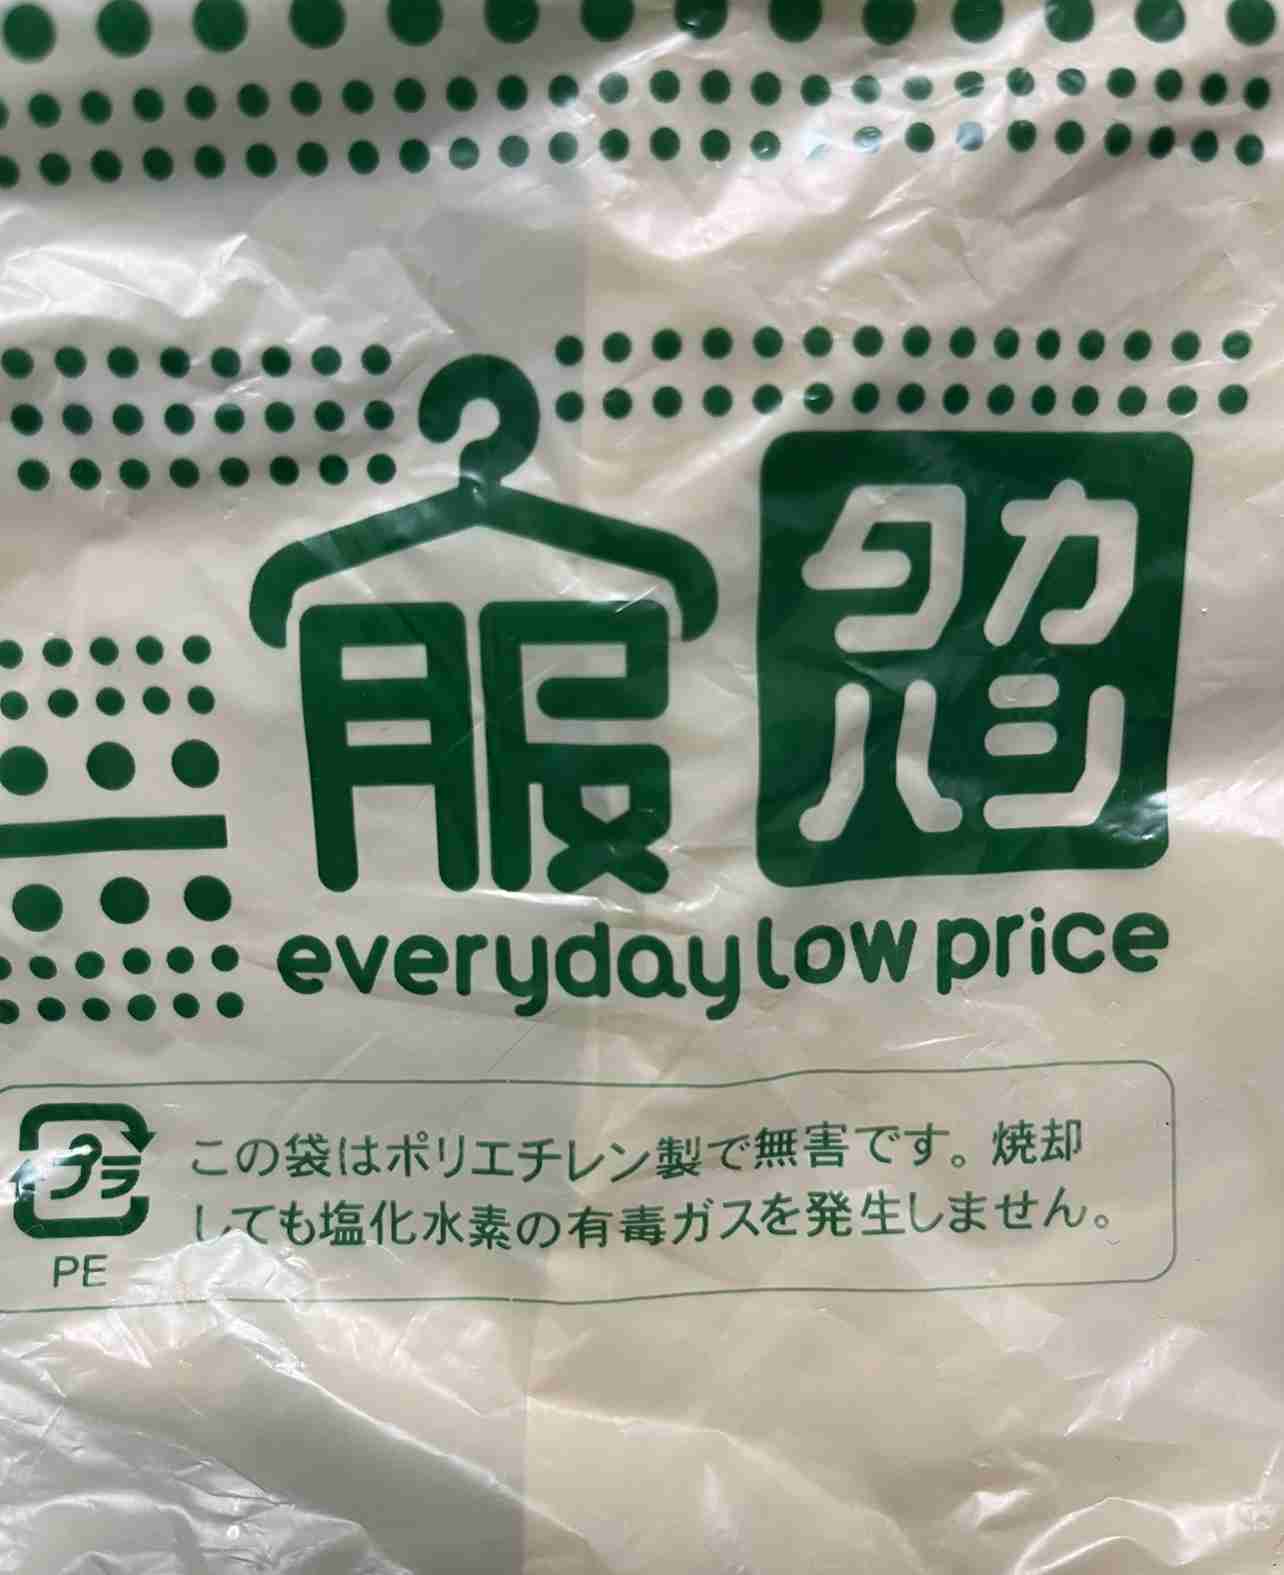 服 タカハシ
everyday low price
プラ
PE
この袋はポリエチレン製で無害です。焼却
しても塩化水素の有毒ガスを発生しません。